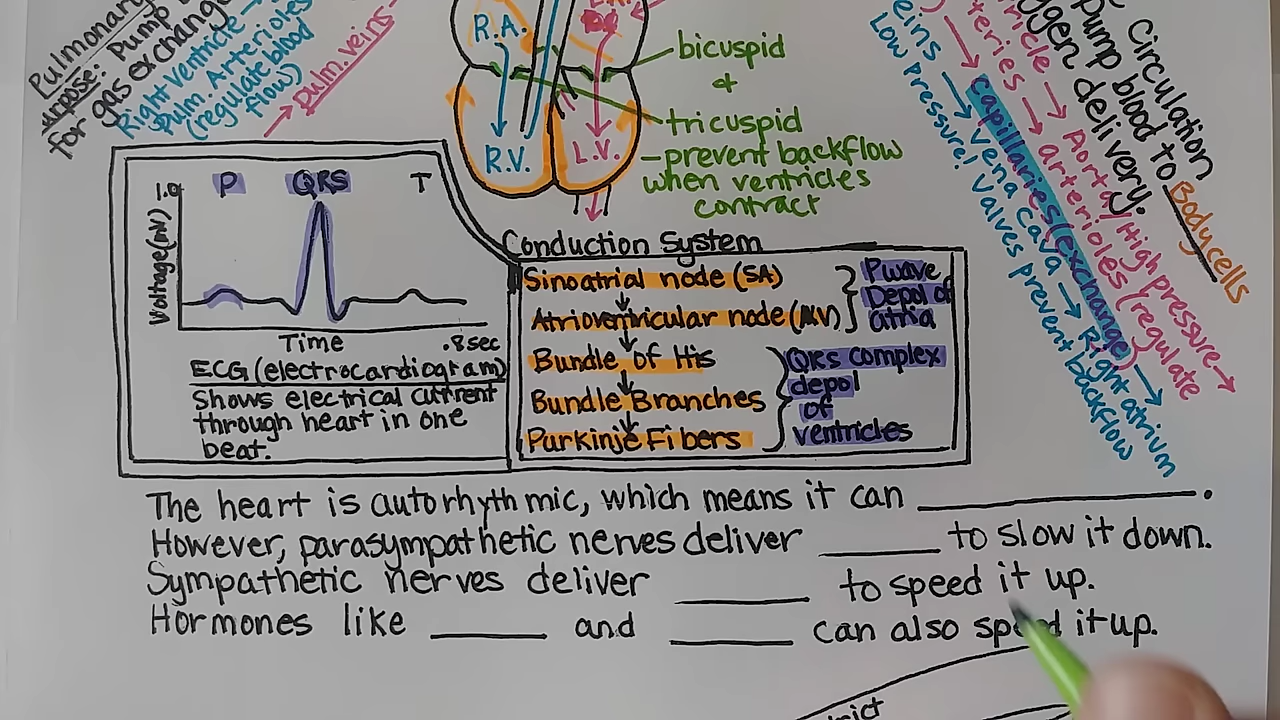 Pulmonary
Purpose: Pump
for gas exchange
Right Ventricle →
Pulm. Arterioles
(regulate blood
flow)
→ pulm. veins →
R.A.
R.V.
L.V.
bicuspid
&
tricuspid
- prevent backflow
when ventricles
contract
Circulation
Pump blood to Body cells
oxygen delivery.
→ Aorta/High pressure →
→ arterioles (regulate
→ capillaries (exchange) →
→ Vena Cava → Right atrium
Low Pressure! Valves prevent backflow
1.0
P
QRS
T
Voltage (mV)
Time
.8 sec
ECG (electrocardiogram)
Shows electrical current
through heart in one
beat.
Conduction System
Sinoatrial node (SA)
Atrioventricular node (AV)
Bundle of His
Bundle Branches
Purkinje Fibers
P wave
Depol of
atria
QRS complex
depol
of
ventricles
The heart is autorhythmic, which means it can ________.
However, parasympathetic nerves deliver ________ to slow it down.
Sympathetic nerves deliver ________ to speed it up.
Hormones like ________ and ________ can also speed it up.